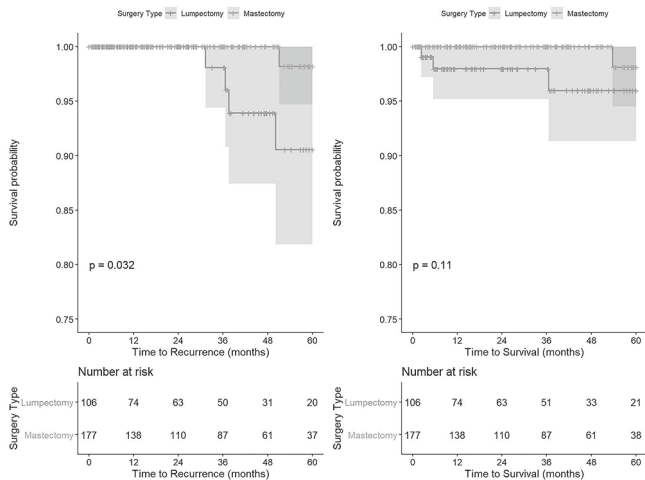 Surgery Type Lumpectomy Mastectomy
Survival probability
1.00
0.95
0.90
0.85
0.80
0.75
p = 0.032
0 12 24 36 48 60
Time to Recurrence (months)
Number at risk
Surgery Type
Lumpectomy 106 74 63 50 31 20
Mastectomy 177 138 110 87 61 37
0 12 24 36 48 60
Time to Recurrence (months)
Surgery Type Lumpectomy Mastectomy
Survival probability
1.00
0.95
0.90
0.85
0.80
0.75
p = 0.11
0 12 24 36 48 60
Time to Survival (months)
Number at risk
Surgery Type
Lumpectomy 106 74 63 51 33 21
Mastectomy 177 138 110 87 61 38
0 12 24 36 48 60
Time to Survival (months)